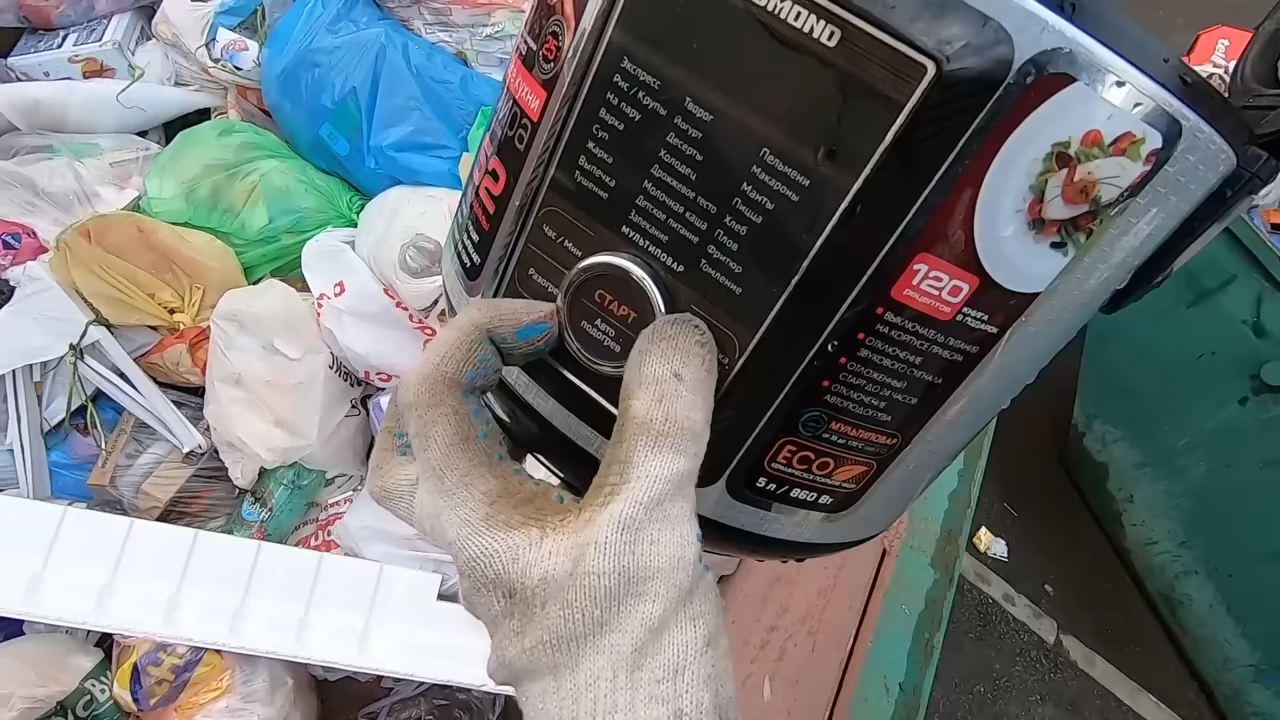 DMOND
Экспресс
Рис / Крупы
На пару
Варка
Суп
Жарка
Выпечка
Тушение
Творог
Йогурт
Десерты
Холодец
Дрожжевое тесто
Молочная каша
Детское питание
Запекание
МУЛЬТИПОВАР
Пельмени
Макароны
Манты
Пицца
Хлеб
Плов
Фритюр
Томление
Час / Мин
СТАРТ
Авто
подогрев
25
120
рецептов
КНИГА
В ПОДАРОК
ВЫКЛЮЧАТЕЛЬ ПИТАНИЯ
НА КОРПУСЕ ПРИБОРА
ОТКЛЮЧЕНИЕ
ЗВУКОВОГО СИГНАЛА
ОТЛОЖЕННЫЙ
СТАРТ ДО 24 ЧАСОВ
ОТКЛЮЧЕНИЕ
АВТОПОДОГРЕВА
МУЛЬТИПОВАР
ECO
5 л / 860 Вт